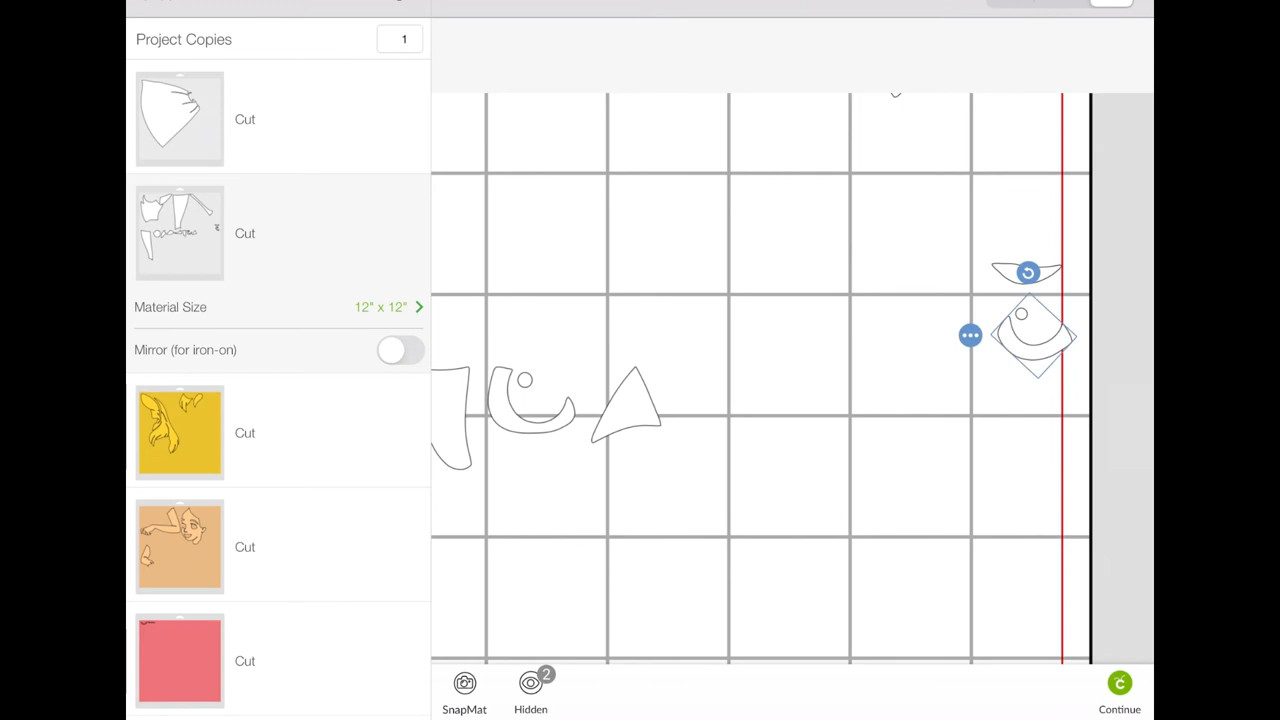 Project Copies
1
Cut
Cut
Material Size
12" x 12"
Mirror (for iron-on)
Cut
Cut
Cut
SnapMat
Hidden
2
Continue